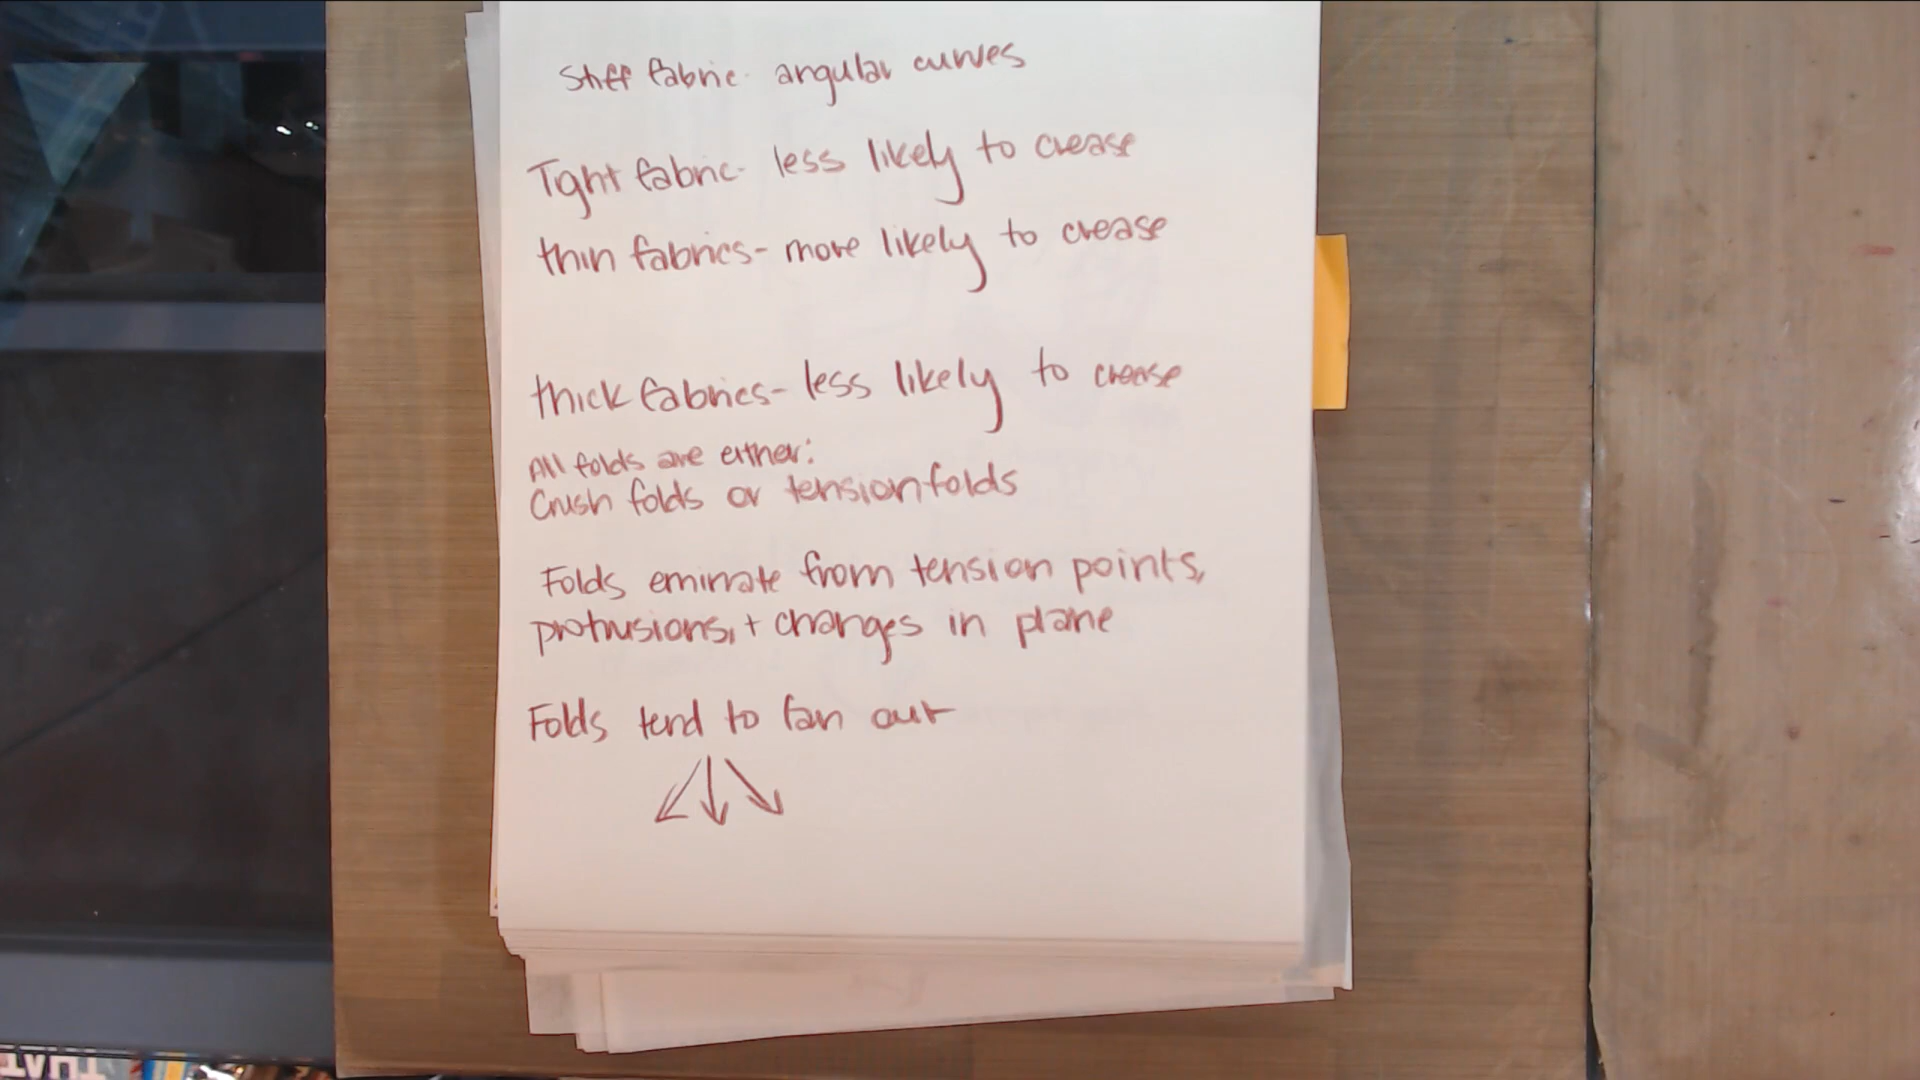 Stiff fabric- angular curves
Tight fabric- less likely to crease
thin fabrics- more likely to crease
thick fabrics- less likely to crease
All folds are either:
Crush folds or tension folds
Folds eminate from tension points,
protrusions, + changes in plane
Folds tend to fan out